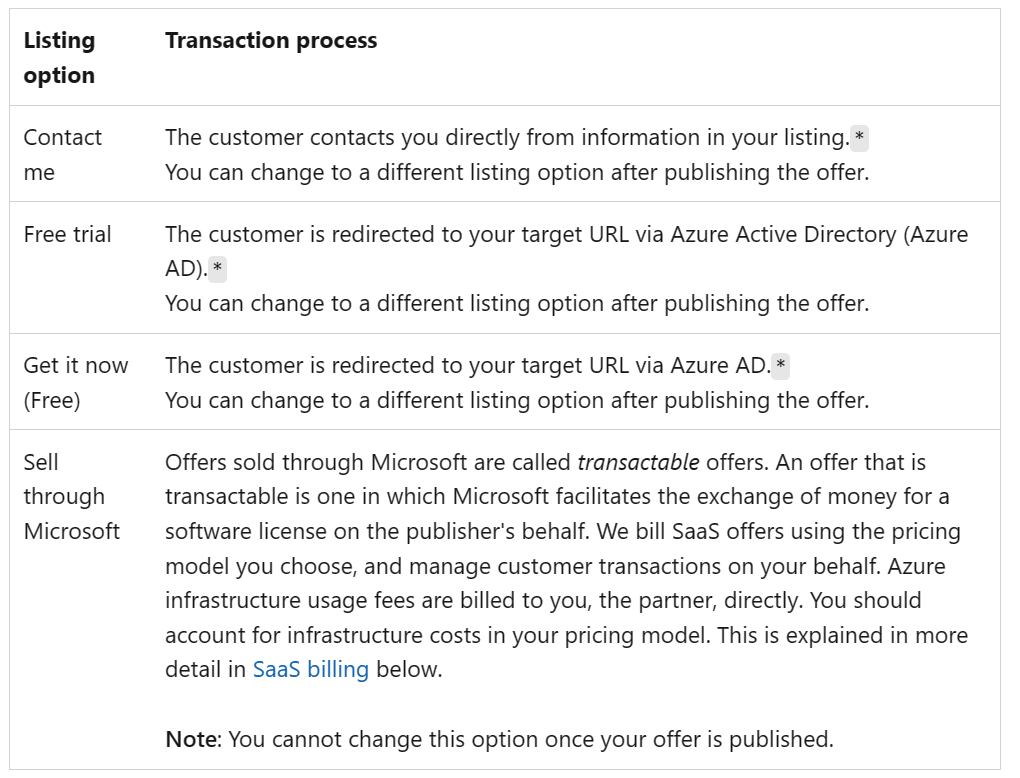 Listing option
Transaction process
Contact me
The customer contacts you directly from information in your listing.*
You can change to a different listing option after publishing the offer.
Free trial
The customer is redirected to your target URL via Azure Active Directory (Azure
AD).*
You can change to a different listing option after publishing the offer.
Get it now (Free)
The customer is redirected to your target URL via Azure AD.*
You can change to a different listing option after publishing the offer.
Sell through Microsoft
Offers sold through Microsoft are called transactable offers. An offer that is
transactable is one in which Microsoft facilitates the exchange of money for a
software license on the publisher's behalf. We bill SaaS offers using the pricing
model you choose, and manage customer transactions on your behalf. Azure
infrastructure usage fees are billed to you, the partner, directly. You should
account for infrastructure costs in your pricing model. This is explained in more
detail in SaaS billing below.
Note: You cannot change this option once your offer is published.